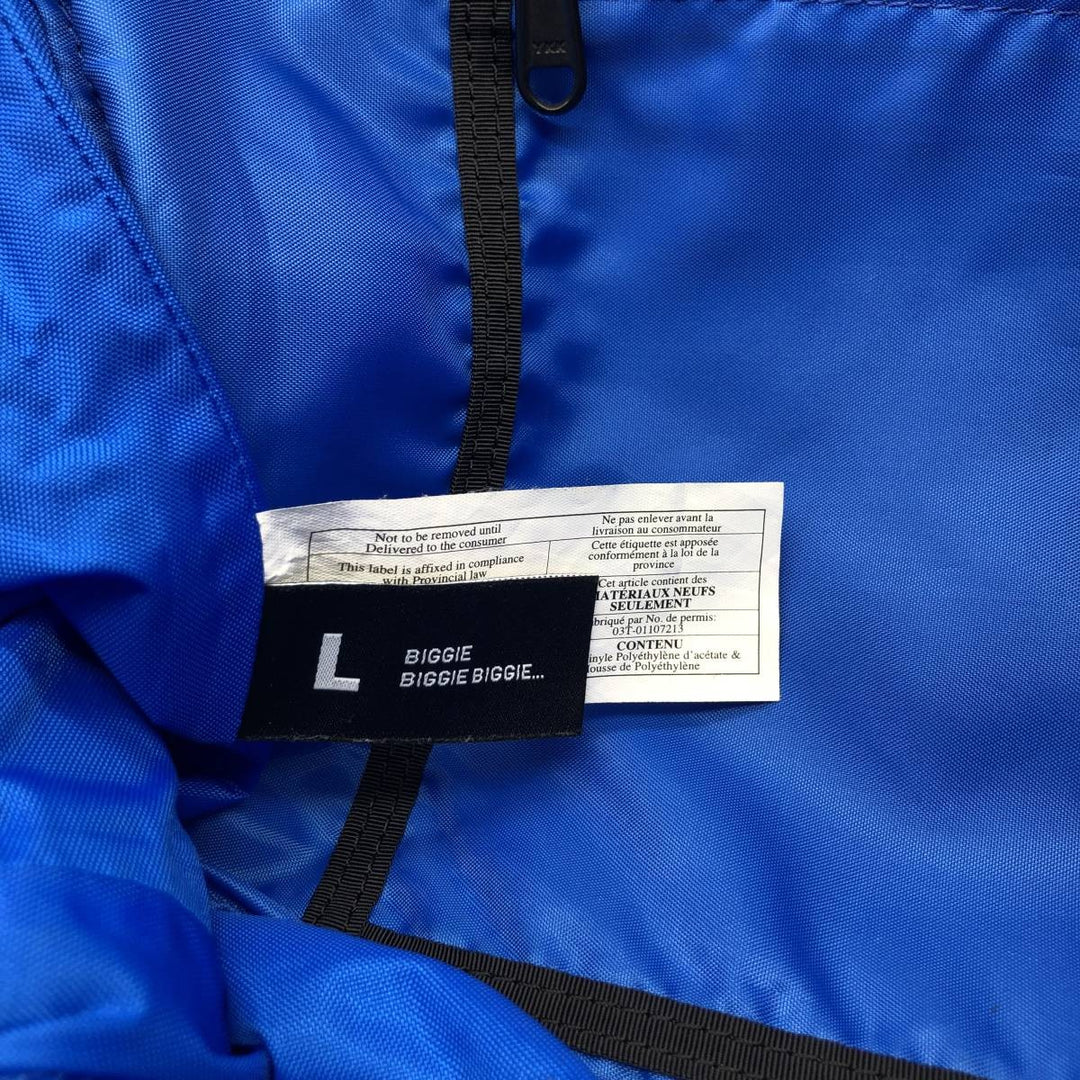 YKK
Not to be removed until
Delivered to the consumer
This label is affixed in compliance
with Provincial law
Ne pas enlever avant la
livraison au consommateur
Cette étiquette est apposée
conformément à la loi de la
province
Cet article contient des
MATÉRIAUX NEUFS
SEULEMENT
No. de permis:
03T-01107213
CONTENU
Polyéthylène d'acétate &
de Polyéthylène
L
BIGGIE
BIGGIE BIGGIE...